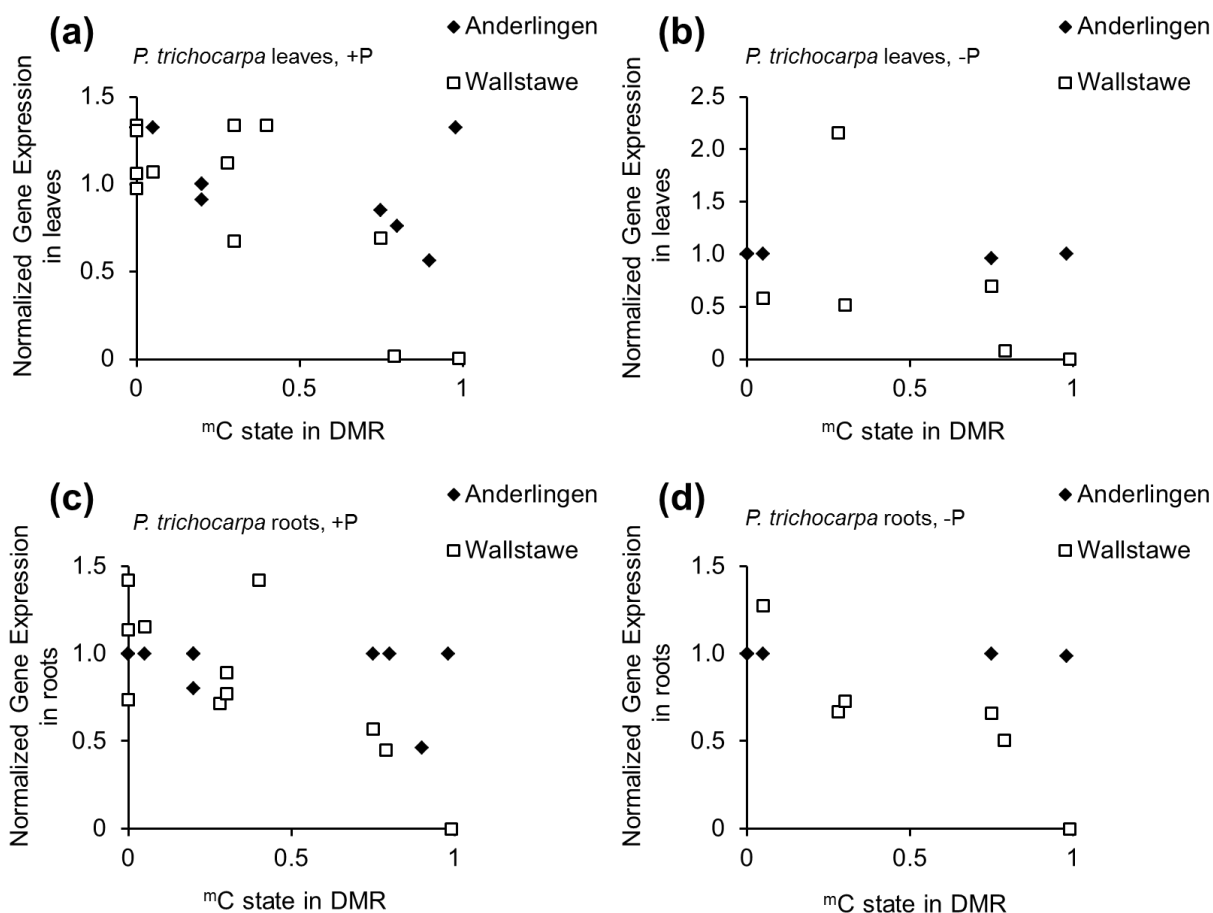 (a)
P. trichocarpa leaves, +P
Anderlingen
Wallstawe
Normalized Gene Expression
in leaves
1.5
1.0
0.5
0
0
0.5
1
mC state in DMR
(b)
P. trichocarpa leaves, -P
Anderlingen
Wallstawe
Normalized Gene Expression
in leaves
2.5
2.0
1.5
1.0
0.5
0
0
0.5
1
mC state in DMR
(c)
P. trichocarpa roots, +P
Anderlingen
Wallstawe
Normalized Gene Expression
in roots
1.5
1.0
0.5
0
0
0.5
1
mC state in DMR
(d)
P. trichocarpa roots, -P
Anderlingen
Wallstawe
Normalized Gene Expression
in roots
1.5
1.0
0.5
0
0
0.5
1
mC state in DMR